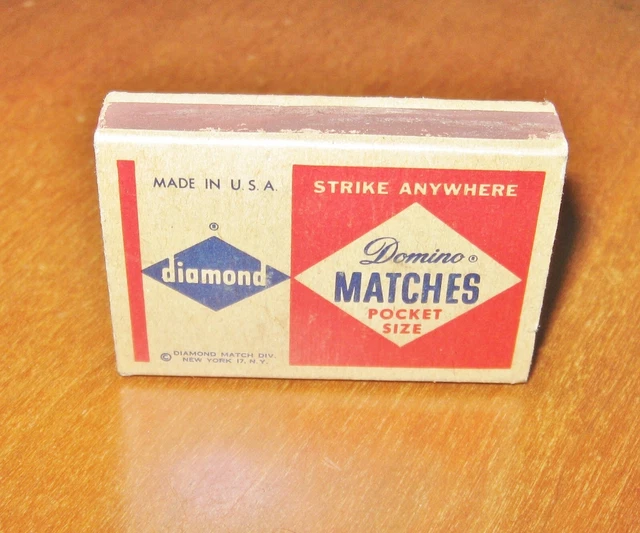 MADE IN U.S.A.
®
diamond
© DIAMOND MATCH DIV.
NEW YORK 17, N.Y.
STRIKE ANYWHERE
Domino ®
MATCHES
POCKET
SIZE